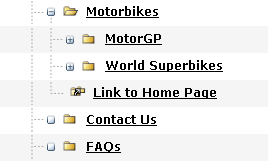 Motorbikes
MotorGP
World Superbikes
Link to Home Page
Contact Us
FAQs